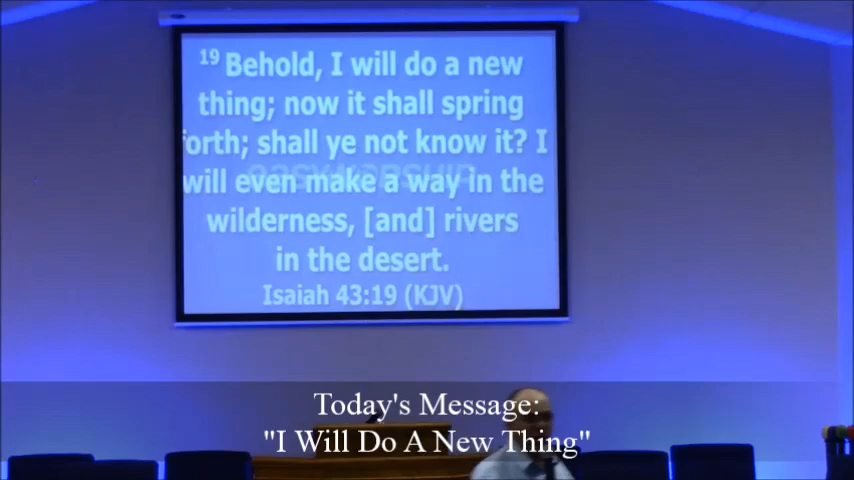 19 Behold, I will do a new
thing; now it shall spring
forth; shall ye not know it? I
will even make a way in the
wilderness, [and] rivers
in the desert.
Isaiah 43:19 (KJV)
Today's Message:
"I Will Do A New Thing"